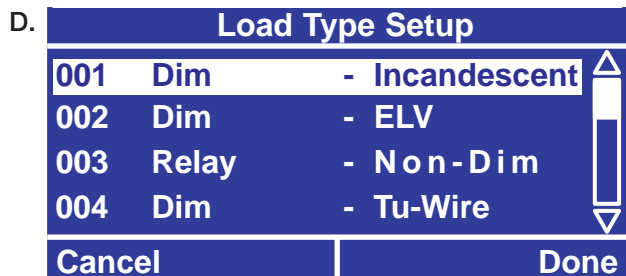 D.
Load Type Setup
001 Dim - Incandescent
002 Dim - ELV
003 Relay - Non-Dim
004 Dim - Tu-Wire
Cancel Done